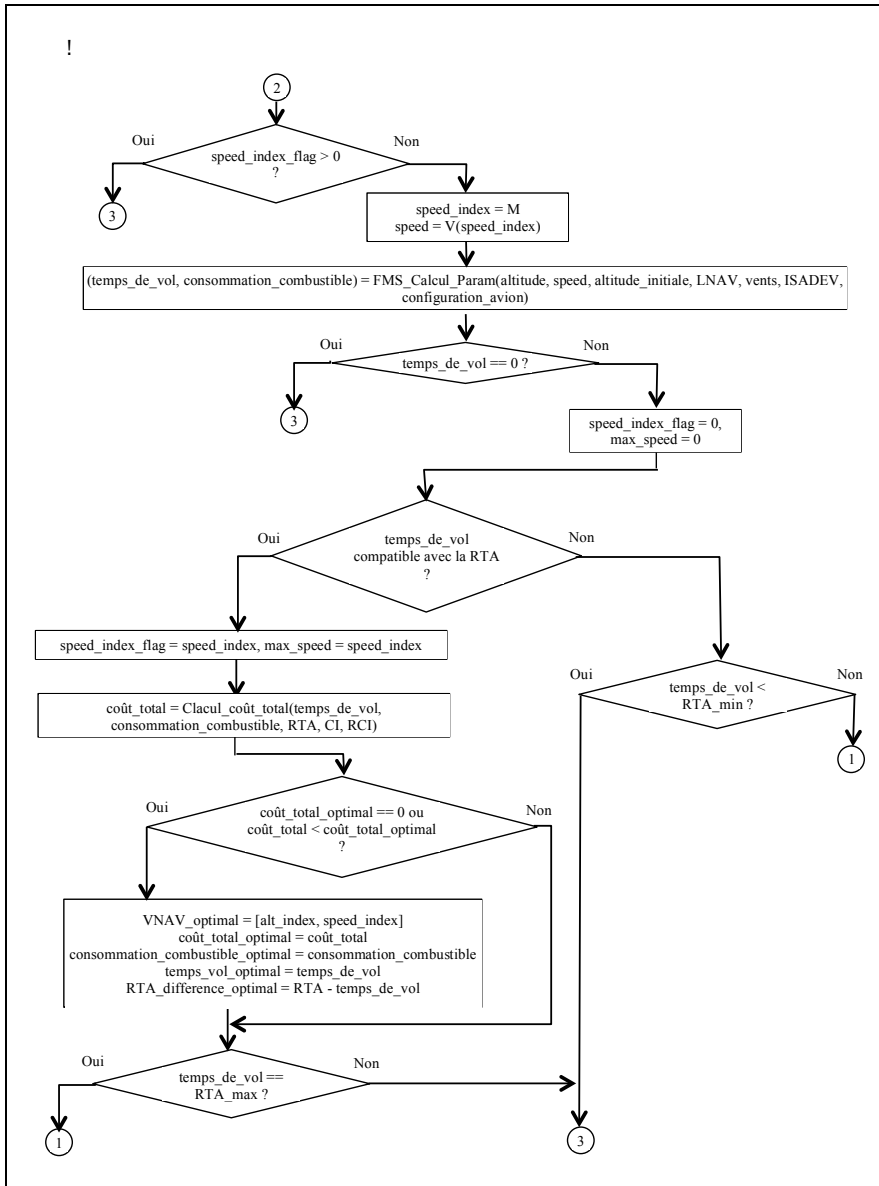 !
2
Oui
Non
speed_index_flag > 0
?
3
speed_index = M
speed = V(speed_index)
(temps_de_vol, consommation_combustible) = FMS_Calcul_Param(altitude, speed, altitude_initiale, LNAV, vents, ISADEV,
configuration_avion)
Oui
Non
temps_de_vol == 0 ?
3
speed_index_flag = 0,
max_speed = 0
Oui
Non
temps_de_vol
compatible avec la RTA
?
speed_index_flag = speed_index, max_speed = speed_index
Oui
Non
temps_de_vol <
RTA_min ?
1
coût_total = Clacul_coût_total(temps_de_vol,
consommation_combustible, RTA, CI, RCI)
Oui
Non
coût_total_optimal == 0 ou
coût_total < coût_total_optimal
?
VNAV_optimal = [alt_index, speed_index]
coût_total_optimal = coût_total
consommation_combustible_optimal = consommation_combustible
temps_vol_optimal = temps_de_vol
RTA_difference_optimal = RTA - temps_de_vol
Oui
Non
temps_de_vol ==
RTA_max ?
1
3